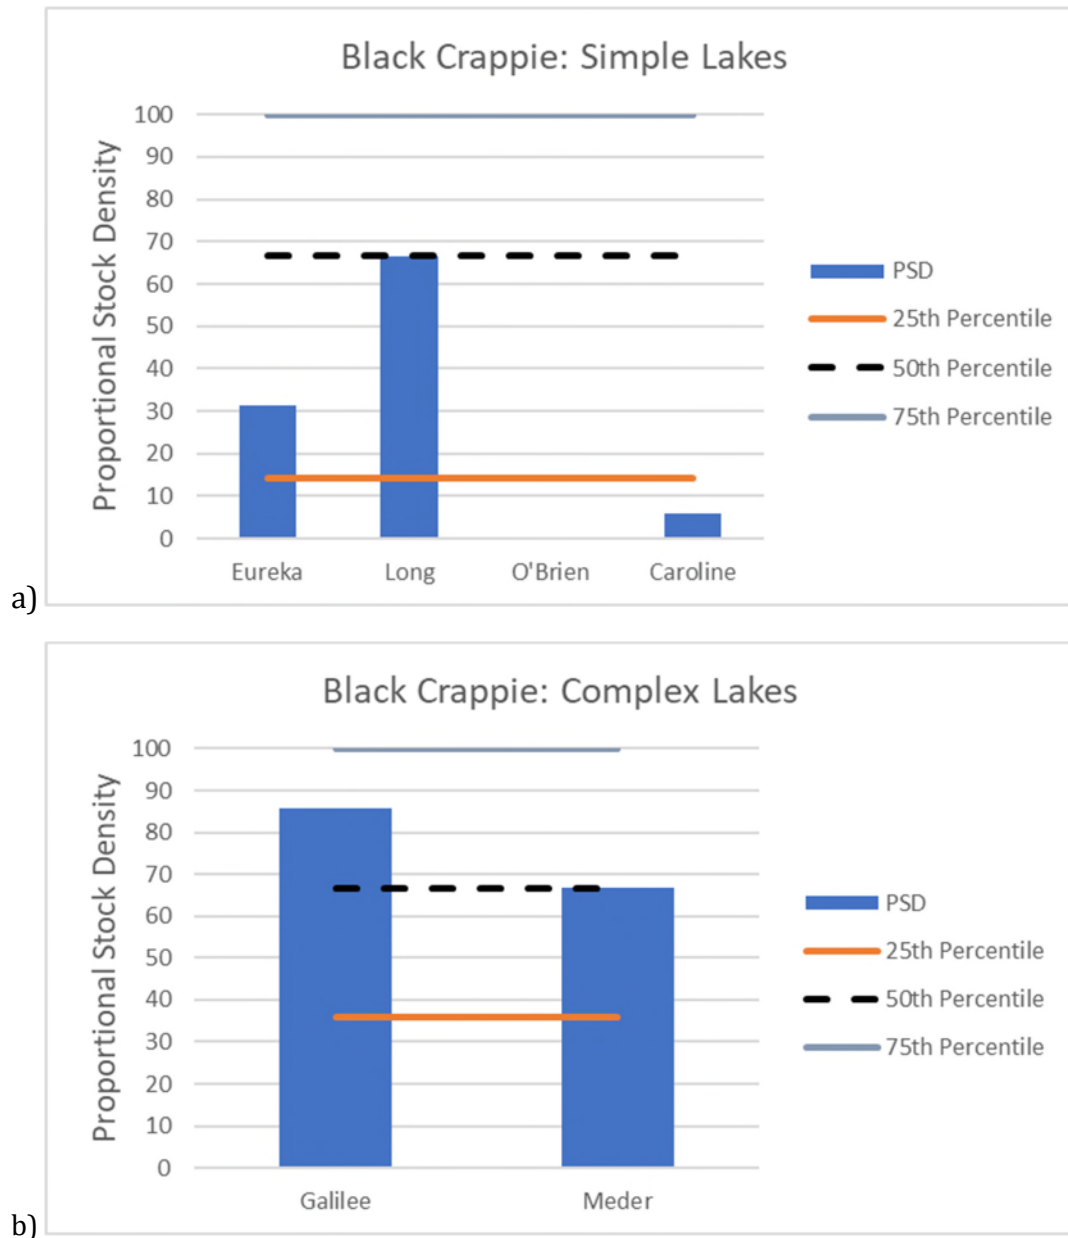 Black Crappie: Simple Lakes
Proportional Stock Density
100
90
80
70
60
50
40
30
20
10
0
Eureka Long O'Brien Caroline
PSD
25th Percentile
50th Percentile
75th Percentile
a)
Black Crappie: Complex Lakes
Proportional Stock Density
100
90
80
70
60
50
40
30
20
10
0
Galilee Meder
PSD
25th Percentile
50th Percentile
75th Percentile
b)